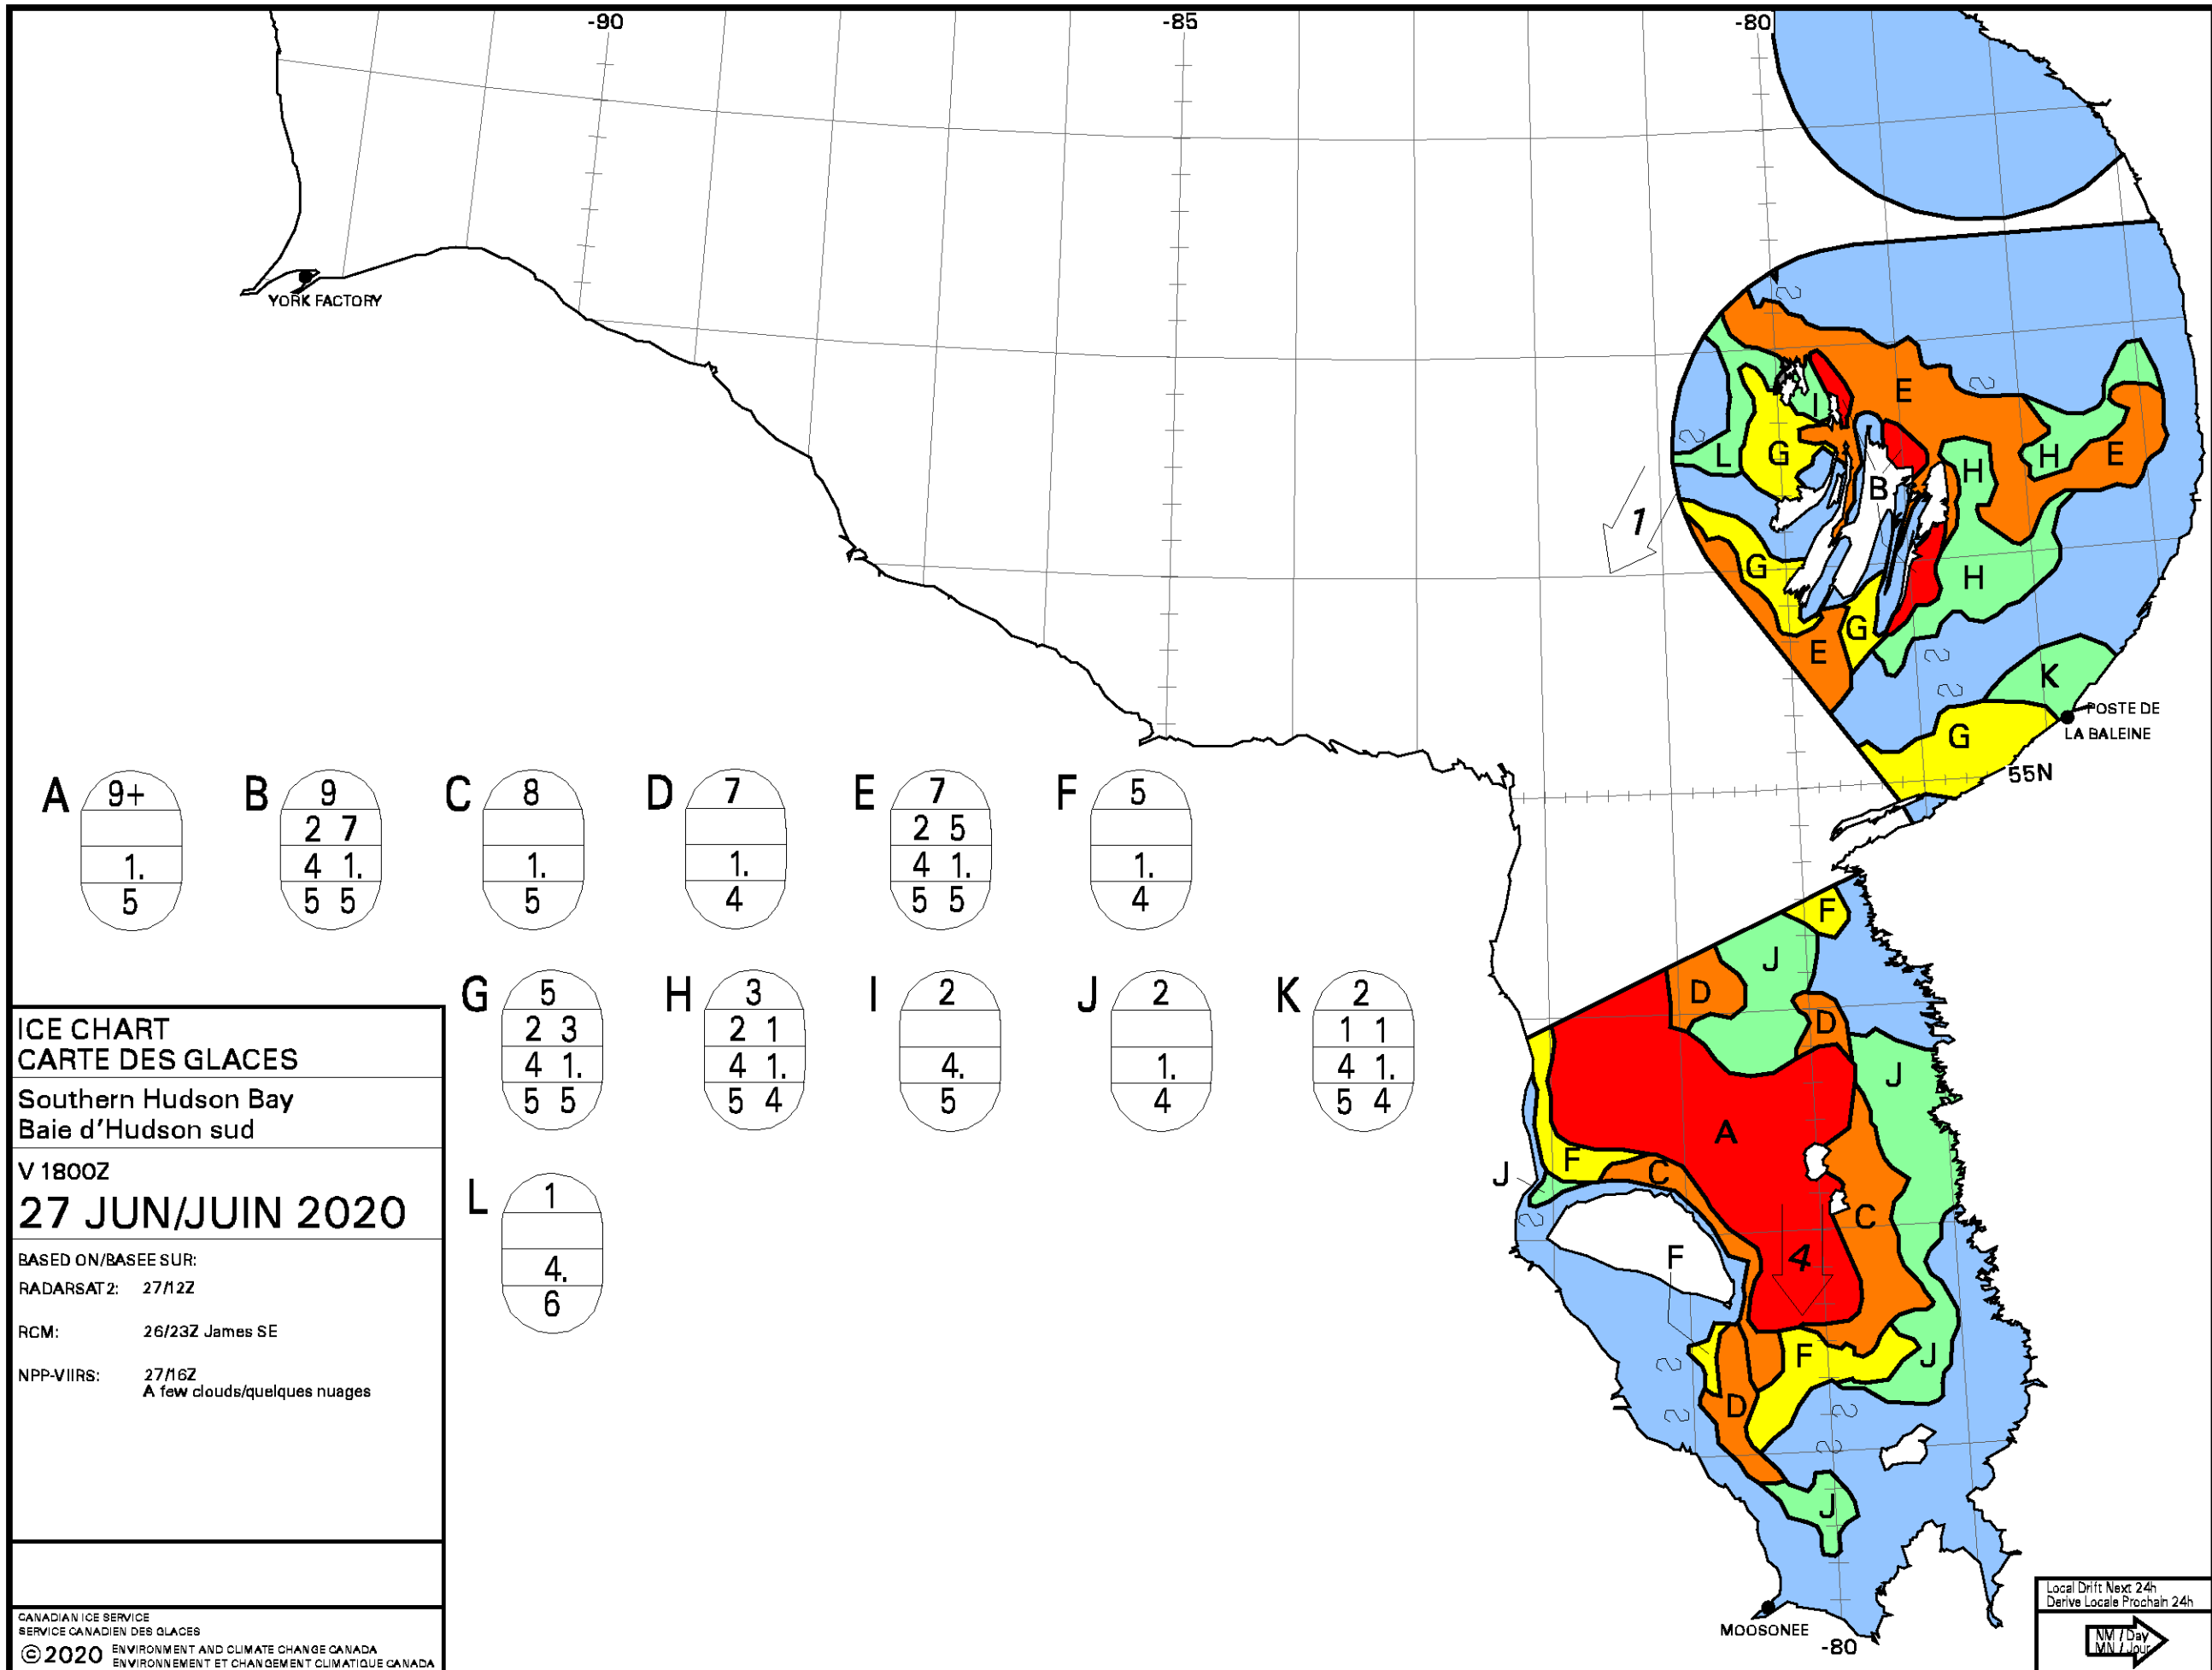 -90 -85 -80
YORK FACTORY
E
I
L G H H E
B
1
G H
G
E
K
POSTE DE
LA BALEINE
G
55N
A 9+
1.
5
B 9
2 7
4 1.
5 5
C 8
1.
5
D 7
1.
4
E 7
2 5
4 1.
5 5
F 5
1.
4
G 5
2 3
4 1.
5 5
H 3
2 1
4 1.
5 4
I 2
4.
5
J 2
1.
4
K 2
1 1
4 1.
5 4
L 1
4.
6
F
J
D
D
J
A
F C
J
C
F 4
F J
D
J
MOOSONEE
-80
ICE CHART
CARTE DES GLACES
Southern Hudson Bay
Baie d'Hudson sud
V 1800Z
27 JUN/JUIN 2020
BASED ON/BASEE SUR:
RADARSAT2: 27/12Z
RCM: 26/23Z James SE
NPP-VIIRS: 27/16Z
A few clouds/quelques nuages
CANADIAN ICE SERVICE
SERVICE CANADIEN DES GLACES
© 2020 ENVIRONMENT AND CLIMATE CHANGE CANADA
ENVIRONNEMENT ET CHANGEMENT CLIMATIQUE CANADA
Local Drift Next 24h
Derive Locale Prochain 24h
NM / Day
MN / Jour